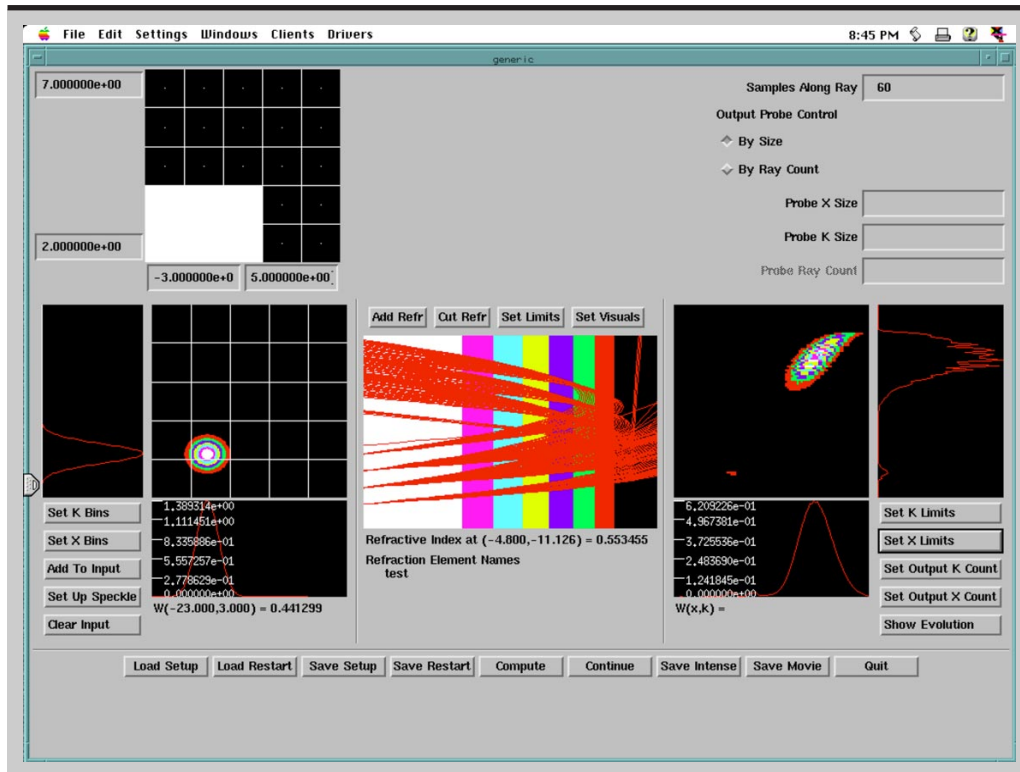 File Edit Settings Windows Clients Drivers 8:45 PM
generic
7.000000e+00
2.000000e+00
-3.000000e+0 5.000000e+00
Samples Along Ray 60
Output Probe Control
By Size
By Ray Count
Probe X Size
Probe K Size
Probe Ray Count
Set K Bins
Set X Bins
Add To Input
Set Up Speckle
Clear Input
1.389314e+00
1.111451e+00
8.335886e-01
5.557257e-01
2.778629e-01
0.000000e+00
W(-23.000,3.000) = 0.441299
Add Refr Cut Refr Set Limits Set Visuals
Refractive Index at (-4.800,-11.126) = 0.553455
Refraction Element Names
test
6.209226e-01
4.967381e-01
3.725536e-01
2.483690e-01
1.241845e-01
0.000000e+00
W(x,k) =
Set K Limits
Set X Limits
Set Output K Count
Set Output X Count
Show Evolution
Load Setup Load Restart Save Setup Save Restart Compute Continue Save Intense Save Movie Quit